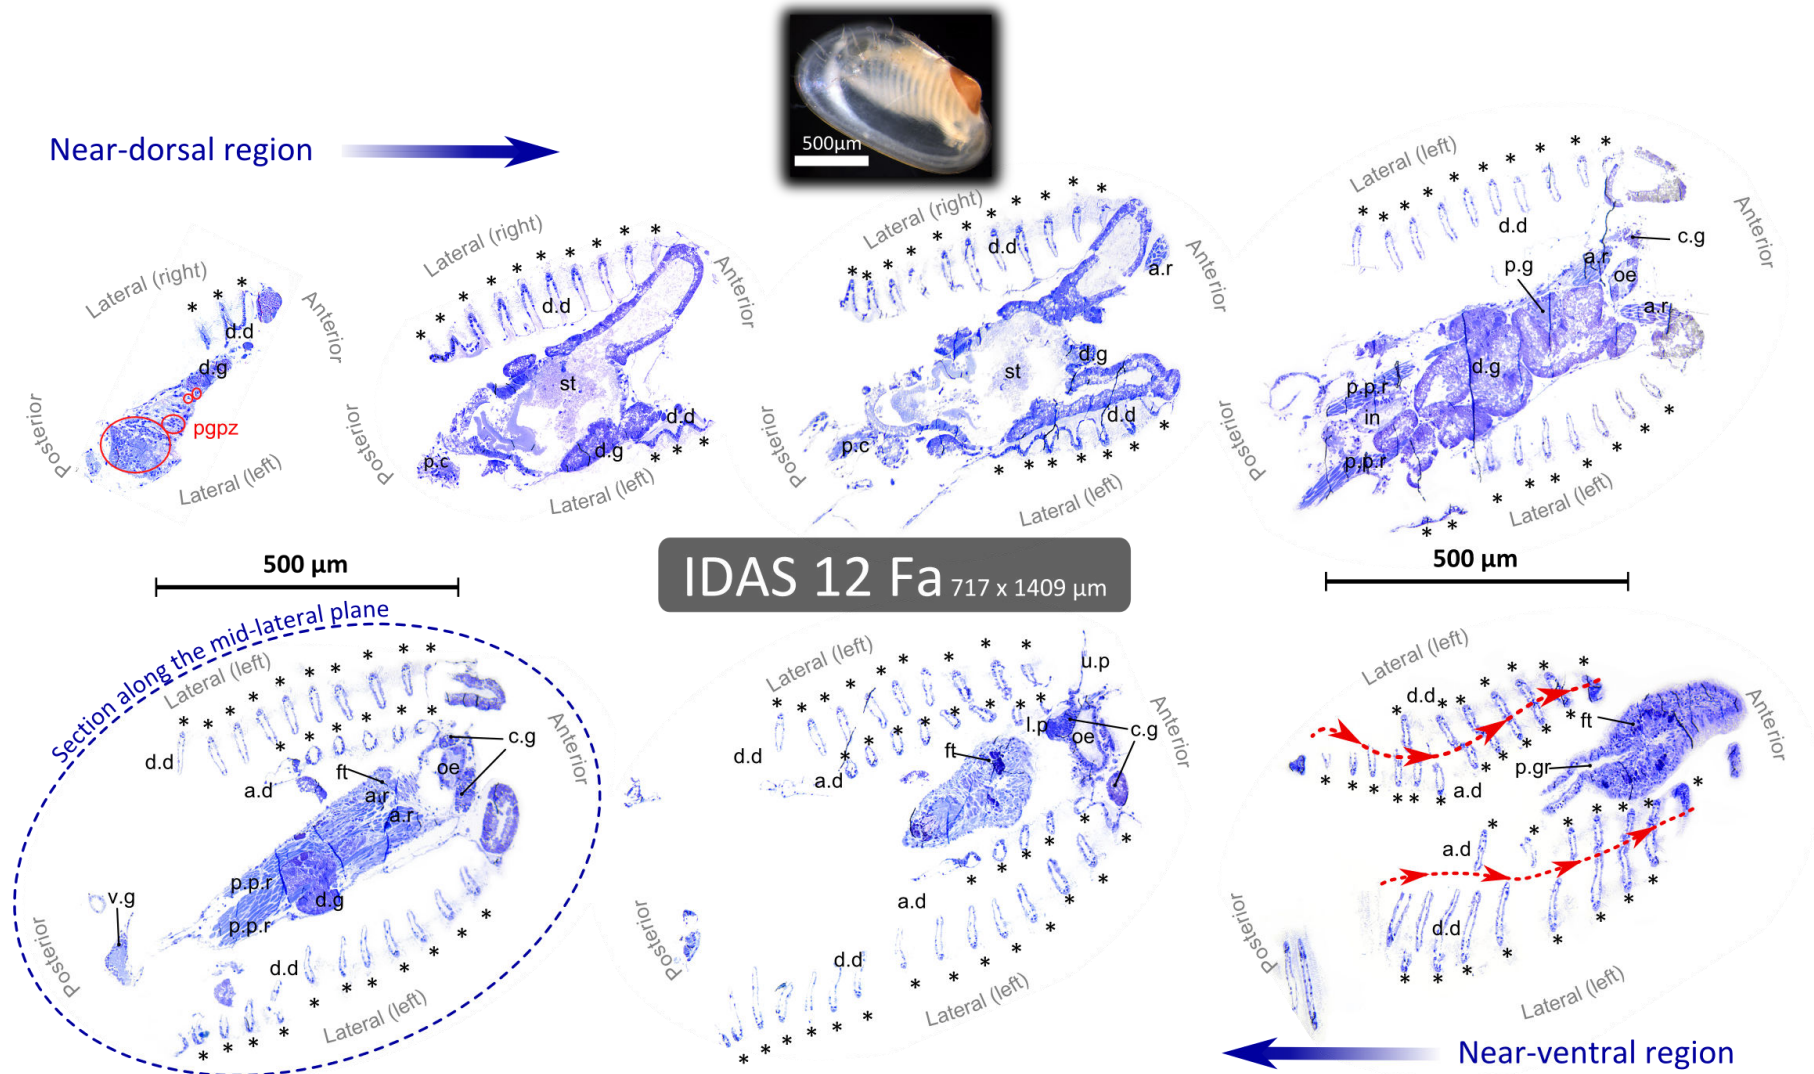 500µm
Near-dorsal region
Lateral (right)
Anterior
* * *
d.d
d.g
pgpz
Posterior
Lateral (left)
Lateral (right)
* * * * * * * * *
Anterior
d.d
st
d.d
d.g
p.c
* * *
Posterior
Lateral (left)
Lateral (right)
* * * * * * * * * *
d.d
a.r
Anterior
d.g
st
d.d
p.c
* * * * * *
Posterior
Lateral (left)
Lateral (left)
* * * * * * * * * *
Anterior
d.d
c.g
p.g
a.r
oe
a.r
d.g
p.p.r
in
p.p.r
* * * * * * * *
Posterior
Lateral (left)
500 µm
IDAS 12 Fa 717 x 1409 µm
500 µm
Section along the mid-lateral plane
Lateral (left)
* * * * * * * * *
* * * * * *
Anterior
d.d
c.g
oe
ft
a.d
a.r
a.r
p.p.r
d.g
v.g
p.p.r
d.d
Posterior
* * * * * * * * * * *
Lateral (left)
Lateral (left)
* * * * * * * * *
u.p
Anterior
l.p
c.g
oe
d.d
ft
a.d
a.d
Posterior
d.d
* * * * * * * * * * * *
Lateral (left)
Lateral (left)
* * * * * * * *
d.d
ft
Anterior
p.gr
a.d
* * * * * *
a.d
d.d
Posterior
* * * * * * *
Lateral (left)
Near-ventral region